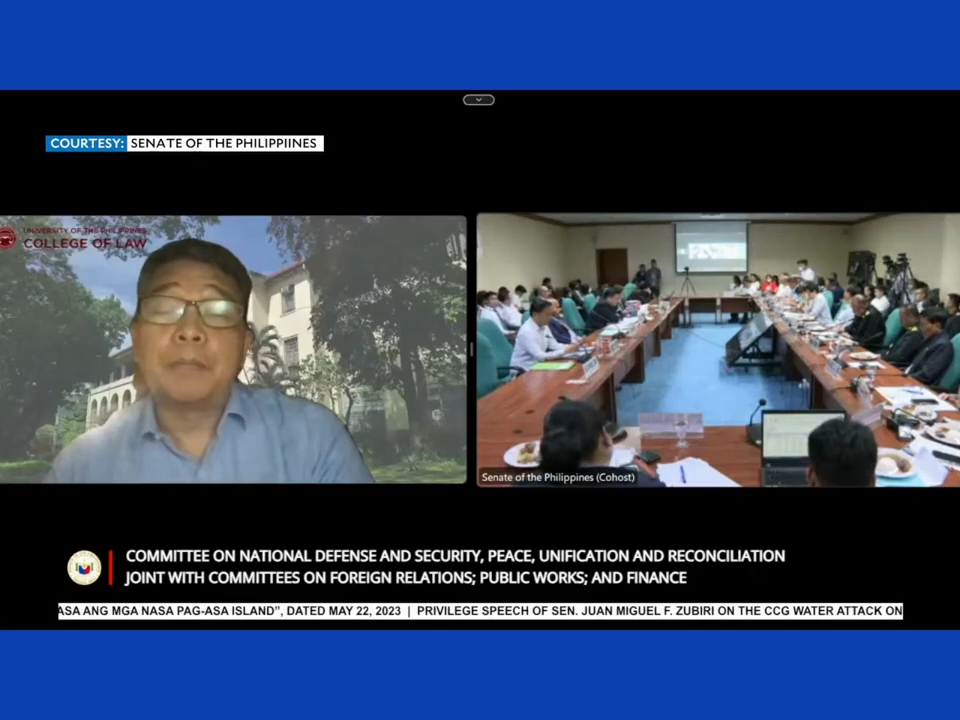 COURTESY: SENATE OF THE PHILIPPIINES
UNIVERSITY OF THE PHILIPPINES
COLLEGE OF LAW
Senate of the Philippines (Cohost)
COMMITTEE ON NATIONAL DEFENSE AND SECURITY, PEACE, UNIFICATION AND RECONCILIATION
JOINT WITH COMMITTEES ON FOREIGN RELATIONS; PUBLIC WORKS; AND FINANCE
ASA ANG MGA NASA PAG-ASA ISLAND", DATED MAY 22, 2023 | PRIVILEGE SPEECH OF SEN. JUAN MIGUEL F. ZUBIRI ON THE CCG WATER ATTACK ON